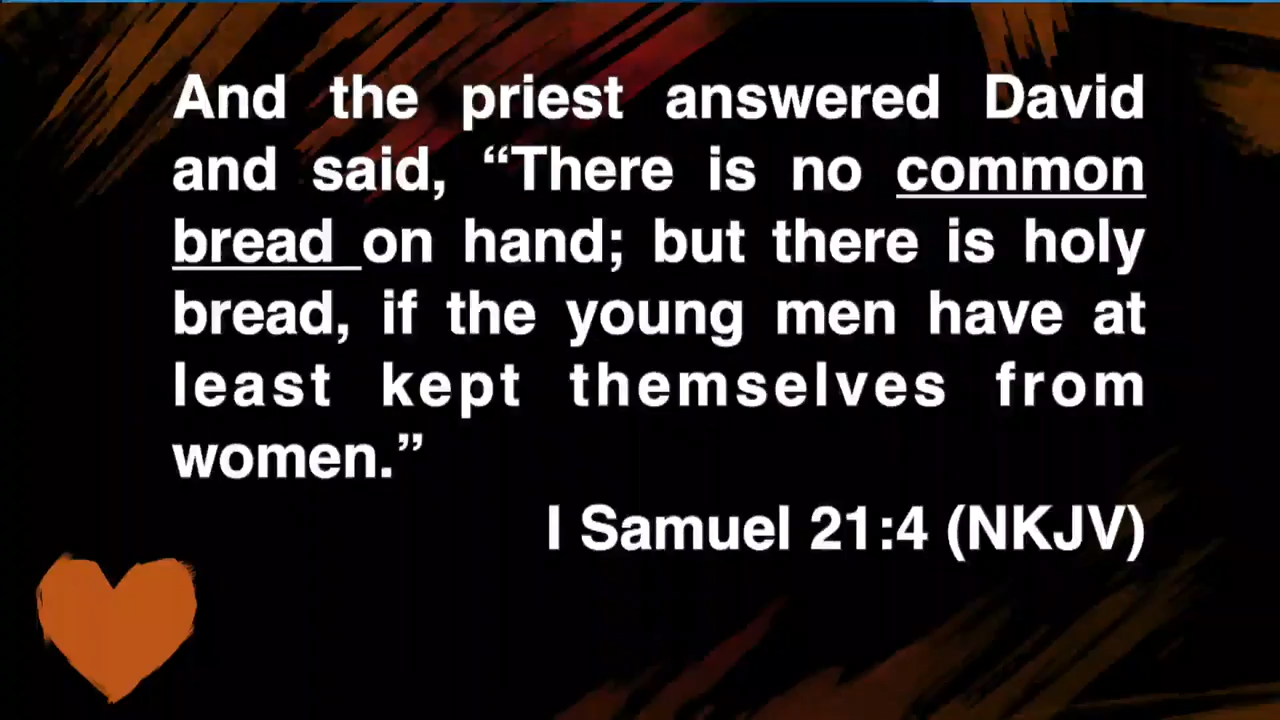 And the priest answered David
and said, “There is no common
bread on hand; but there is holy
bread, if the young men have at
least kept themselves from
women.”
I Samuel 21:4 (NKJV)